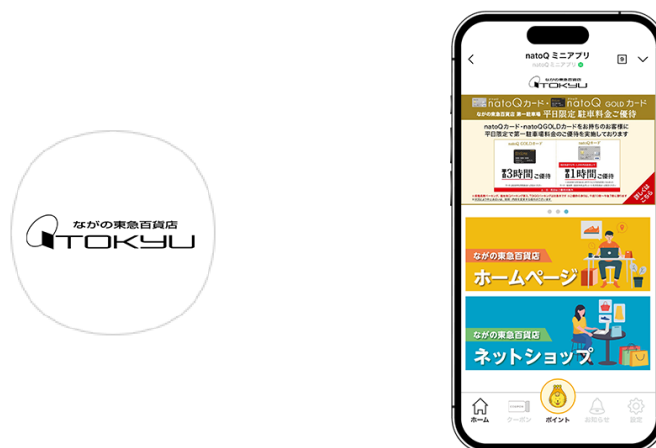 ながの東急百貨店
TOKYU
natoQ ミニアプリ
natoQ ミニアプリ
ながの東急百貨店
TOKYU
natoQカード・natoQ GOLDカード
ながの東急百貨店 第一駐車場 平日限定 駐車料金ご優待
natoQカード・natoQGOLDカードをお持ちのお客様に
平日限定で第一駐車場料金のご優待を実施しております
natoQ GOLDカード
natoQ カード
3時間ご優待
1時間ご優待
詳しくは
こちら
ながの東急百貨店
ホームページ
ながの東急百貨店
ネットショップ
ホーム
クーポン
ポイント
お知らせ
設定